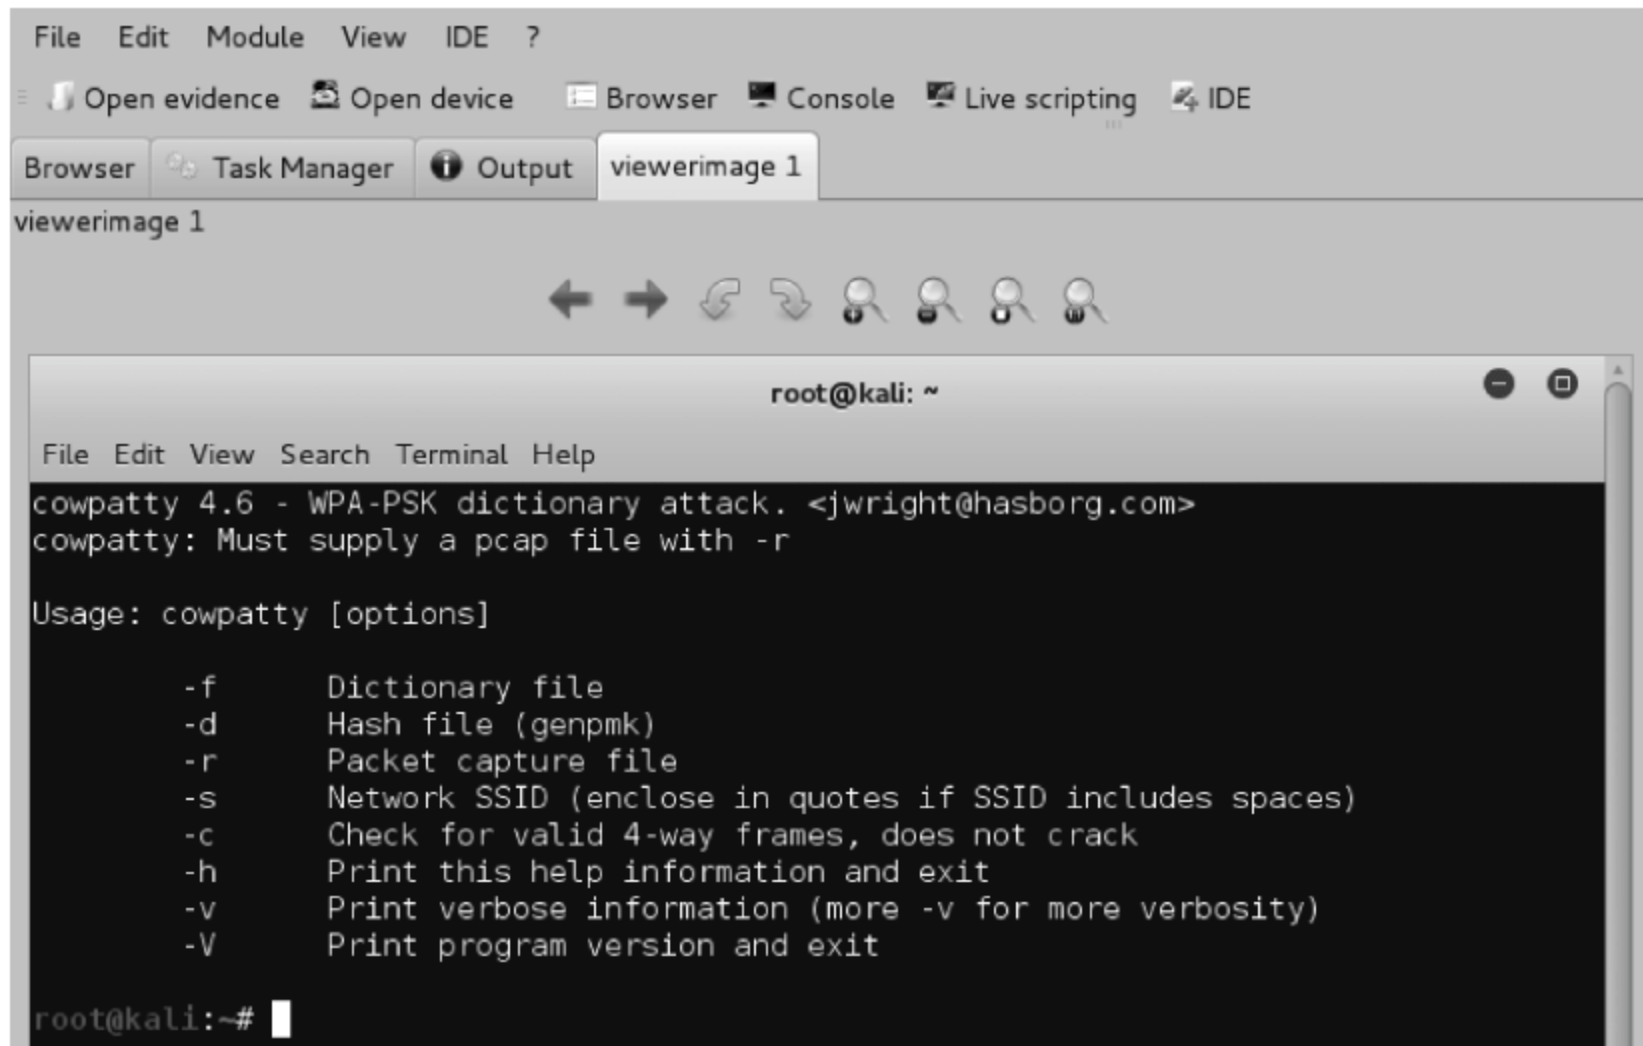 File Edit Module View IDE ?
Open evidence Open device Browser Console Live scripting IDE
Browser Task Manager Output viewerimage 1
viewerimage 1
root@kali: ~
File Edit View Search Terminal Help
cowpatty 4.6 - WPA-PSK dictionary attack. <jwright@hasborg.com>
cowpatty: Must supply a pcap file with -r
Usage: cowpatty [options]
-f Dictionary file
-d Hash file (genpmk)
-r Packet capture file
-s Network SSID (enclose in quotes if SSID includes spaces)
-c Check for valid 4-way frames, does not crack
-h Print this help information and exit
-v Print verbose information (more -v for more verbosity)
-V Print program version and exit
root@kali:~#